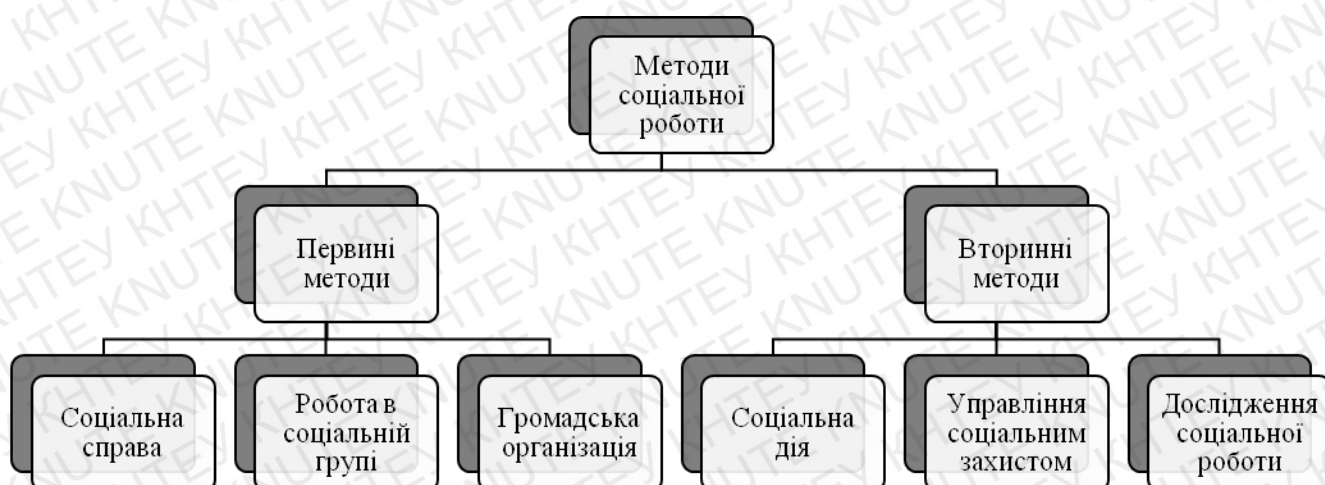 Методи
соціальної
роботи
Первині
методи
Вторинні
методи
Соціальна
справа
Робота в
соціальній
групі
Громадська
організація
Соціальна
дія
Управління
соціальним
захистом
Дослідження
соціальної
роботи